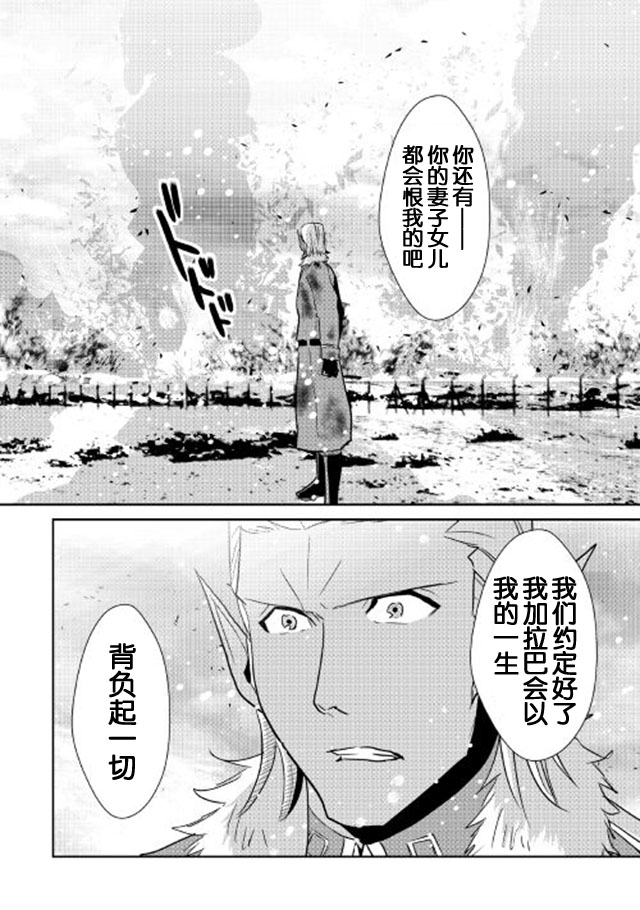 你还有——
你的妻子女儿
都会恨我的吧
ドドドド
我们约定好了
我加拉巴会以
我的一生
背负起一切